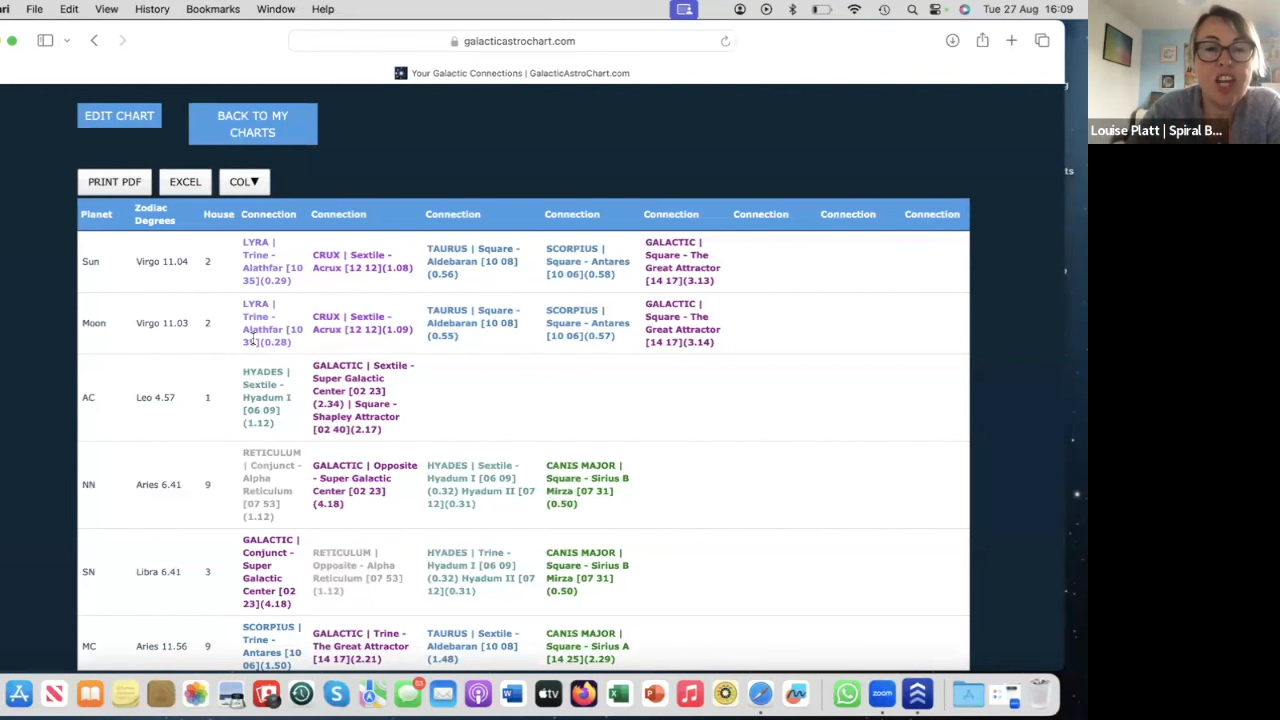 ari File Edit View History Bookmarks Window Help Tue 27 Aug 16:09
galacticastrochart.com
Your Galactic Connections | GalacticAstroChart.com
EDIT CHART
BACK TO MY
CHARTS
PRINT PDF EXCEL COL▼
Planet Zodiac Degrees House Connection Connection Connection Connection Connection Connection Connection Connection
Sun Virgo 11.04 2
LYRA |
Trine -
Alathfar [10
35](0.29)
CRUX | Sextile -
Acrux [12 12](1.08)
TAURUS | Square -
Aldebaran [10 08]
(0.56)
SCORPIUS |
Square - Antares
[10 06](0.58)
GALACTIC |
Square - The
Great Attractor
[14 17](3.13)
Moon Virgo 11.03 2
LYRA |
Trine -
Alathfar [10
35](0.28)
CRUX | Sextile -
Acrux [12 12](1.09)
TAURUS | Square -
Aldebaran [10 08]
(0.55)
SCORPIUS |
Square - Antares
[10 06](0.57)
GALACTIC |
Square - The
Great Attractor
[14 17](3.14)
AC Leo 4.57 1
HYADES |
Sextile -
Hyadum I
[06 09]
(1.12)
GALACTIC | Sextile -
Super Galactic
Center [02 23]
(2.34) | Square -
Shapley Attractor
[02 40](2.17)
NN Aries 6.41 9
RETICULUM
| Conjunct -
Alpha
Reticulum
[07 53]
(1.12)
GALACTIC | Opposite
- Super Galactic
Center [02 23]
(4.18)
HYADES | Sextile -
Hyadum I [06 09]
(0.32) Hyadum II [07
12](0.31)
CANIS MAJOR |
Square - Sirius B
Mirza [07 31]
(0.50)
SN Libra 6.41 3
GALACTIC |
Conjunct -
Super
Galactic
Center [02
23](4.18)
RETICULUM |
Opposite - Alpha
Reticulum [07 53]
(1.12)
HYADES | Trine -
Hyadum I [06 09]
(0.32) Hyadum II [07
12](0.31)
CANIS MAJOR |
Square - Sirius B
Mirza [07 31]
(0.50)
MC Aries 11.56 9
SCORPIUS |
Trine -
Antares [10
06](1.50)
GALACTIC | Trine -
The Great Attractor
[14 17](2.21)
TAURUS | Sextile -
Aldebaran [10 08]
(1.48)
CANIS MAJOR |
Square - Sirius A
[14 25](2.29)
Louise Platt | Spiral B...
ts
zoom